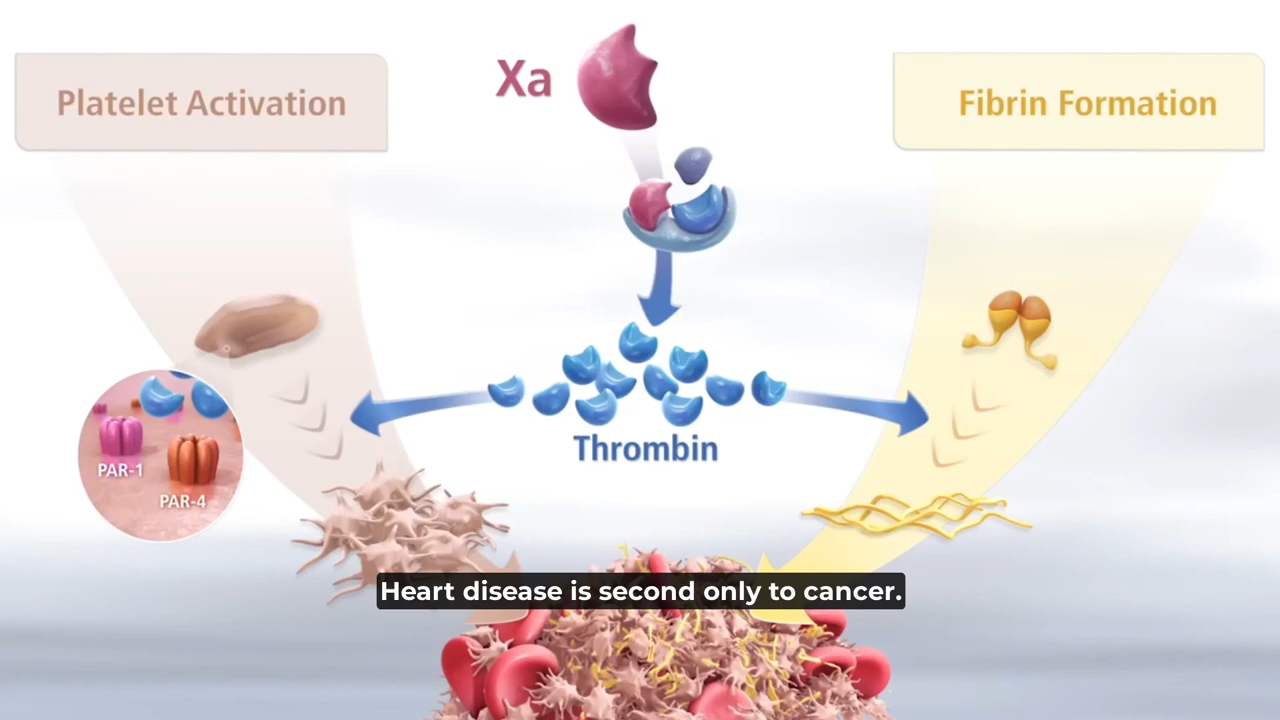 Xa
Platelet Activation
Fibrin Formation
Thrombin
PAR-1
PAR-4
Heart disease is second only to cancer.